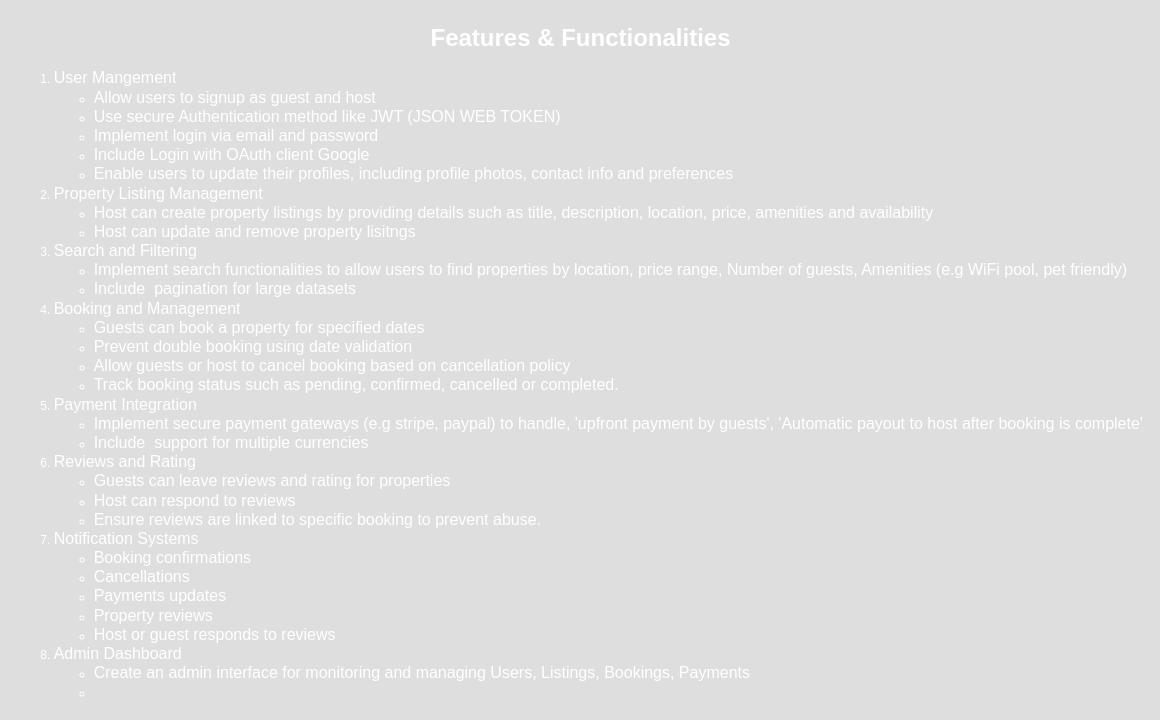 Features & Functionalities
1. User Mangement
Allow users to signup as guest and host
Use secure Authentication method like JWT (JSON WEB TOKEN)
Implement login via email and password
Include Login with OAuth client Google
Enable users to update their profiles, including profile photos, contact info and preferences
2. Property Listing Management
Host can create property listings by providing details such as title, description, location, price, amenities and availability
Host can update and remove property lisitngs
3. Search and Filtering
Implement search functionalities to allow users to find properties by location, price range, Number of guests, Amenities (e.g WiFi pool, pet friendly)
Include  pagination for large datasets
4. Booking and Management
Guests can book a property for specified dates
Prevent double booking using date validation
Allow guests or host to cancel booking based on cancellation policy
Track booking status such as pending, confirmed, cancelled or completed.
5. Payment Integration
Implement secure payment gateways (e.g stripe, paypal) to handle, 'upfront payment by guests', 'Automatic payout to host after booking is complete'
Include  support for multiple currencies
6. Reviews and Rating
Guests can leave reviews and rating for properties
Host can respond to reviews
Ensure reviews are linked to specific booking to prevent abuse.
7. Notification Systems
Booking confirmations
Cancellations
Payments updates
Property reviews
Host or guest responds to reviews
8. Admin Dashboard
Create an admin interface for monitoring and managing Users, Listings, Bookings, Payments